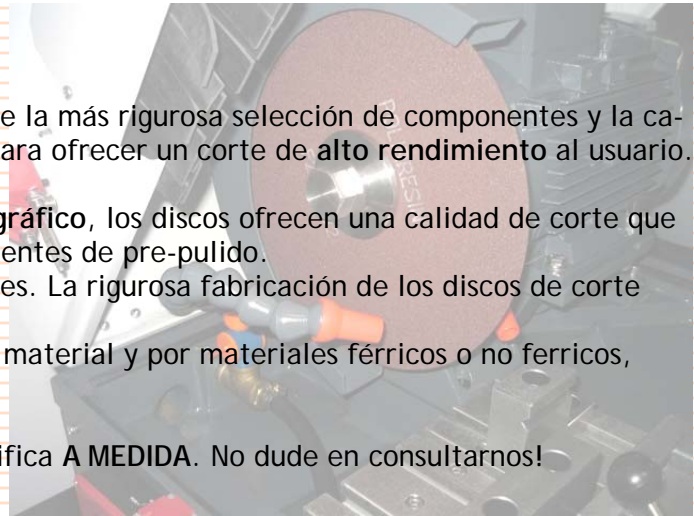 e la más rigurosa selección de componentes y la ca-
ara ofrecer un corte de alto rendimiento al usuario.
gráfico, los discos ofrecen una calidad de corte que
entes de pre-pulido.
es. La rigurosa fabricación de los discos de corte
material y por materiales férricos o no ferricos,
ifica A MEDIDA. No dude en consultarnos!